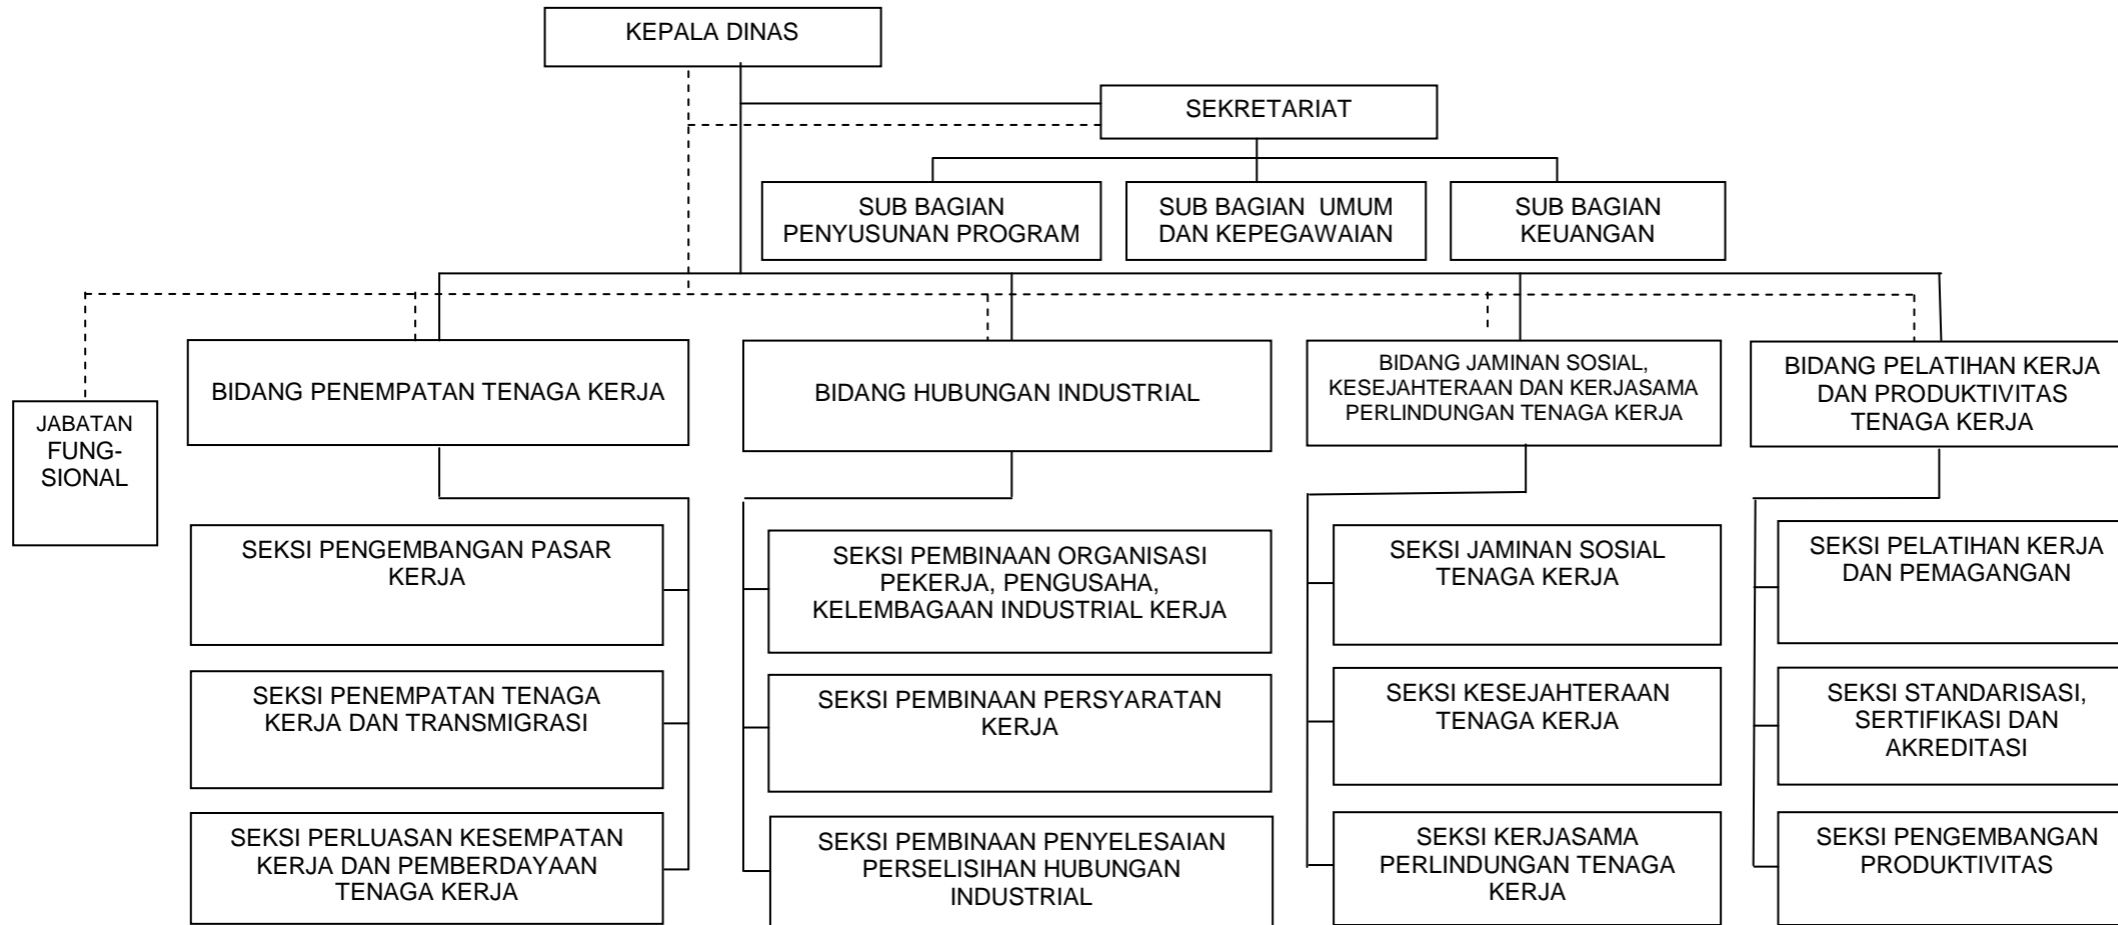 KEPALA DINAS
SEKRETARIAT
SUB BAGIAN
PENYUSUNAN PROGRAM
SUB BAGIAN  UMUM
DAN KEPEGAWAIAN
SUB BAGIAN
KEUANGAN
JABATAN
FUNG-
SIONAL
BIDANG PENEMPATAN TENAGA KERJA
BIDANG HUBUNGAN INDUSTRIAL
BIDANG JAMINAN SOSIAL,
KESEJAHTERAAN DAN KERJASAMA
PERLINDUNGAN TENAGA KERJA
BIDANG PELATIHAN KERJA
DAN PRODUKTIVITAS
TENAGA KERJA
SEKSI PENGEMBANGAN PASAR
KERJA
SEKSI PENEMPATAN TENAGA
KERJA DAN TRANSMIGRASI
SEKSI PERLUASAN KESEMPATAN
KERJA DAN PEMBERDAYAAN
TENAGA KERJA
SEKSI PEMBINAAN ORGANISASI
PEKERJA, PENGUSAHA,
KELEMBAGAAN INDUSTRIAL KERJA
SEKSI PEMBINAAN PERSYARATAN
KERJA
SEKSI PEMBINAAN PENYELESAIAN
PERSELISIHAN HUBUNGAN
INDUSTRIAL
SEKSI JAMINAN SOSIAL
TENAGA KERJA
SEKSI KESEJAHTERAAN
TENAGA KERJA
SEKSI KERJASAMA
PERLINDUNGAN TENAGA
KERJA
SEKSI PELATIHAN KERJA
DAN PEMAGANGAN
SEKSI STANDARISASI,
SERTIFIKASI DAN
AKREDITASI
SEKSI PENGEMBANGAN
PRODUKTIVITAS